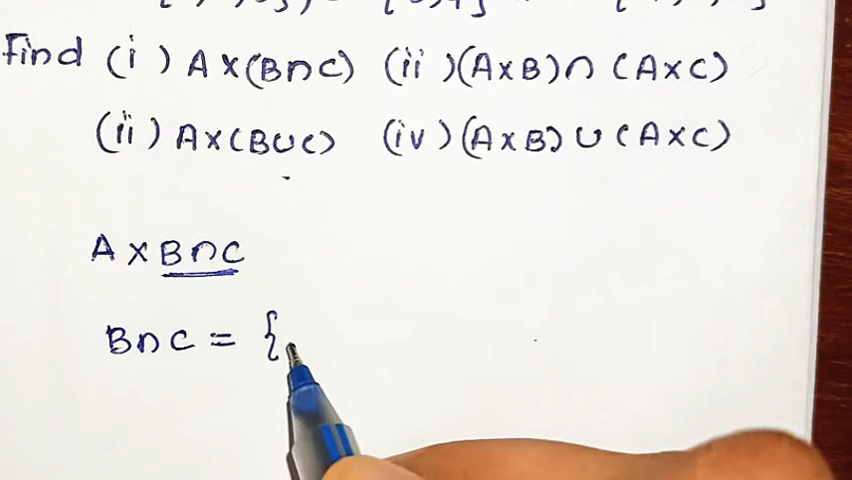 Find (i) A×(B∩C) (ii)(A×B)∩(A×C)
(ii) A×(B∪C) (iv)(A×B)∪(A×C)
A×B∩C
B∩C = {